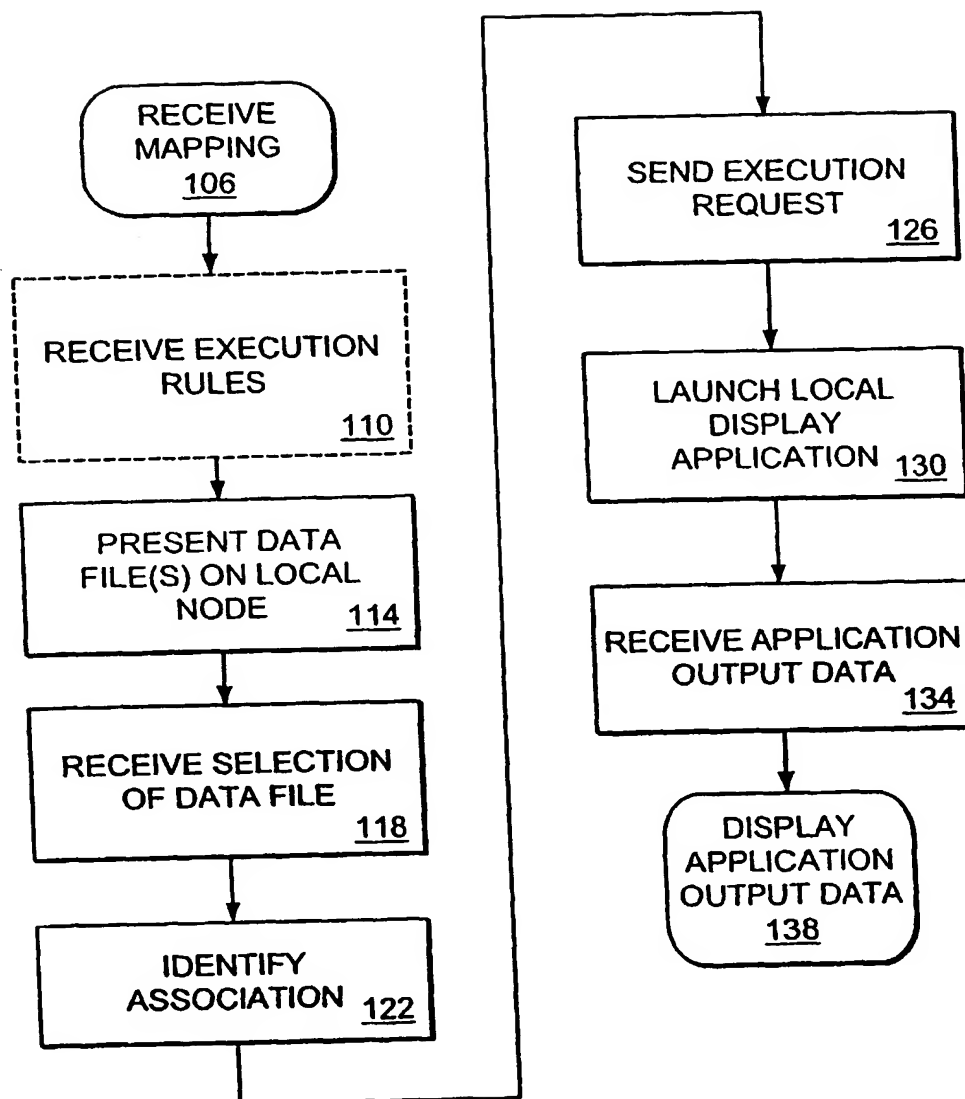 RECEIVE
MAPPING
106
RECEIVE EXECUTION
RULES
110
PRESENT DATA
FILE(S) ON LOCAL
NODE
114
RECEIVE SELECTION
OF DATA FILE
118
IDENTIFY
ASSOCIATION
122
SEND EXECUTION
REQUEST
126
LAUNCH LOCAL
DISPLAY
APPLICATION
130
RECEIVE APPLICATION
OUTPUT DATA
134
DISPLAY
APPLICATION
OUTPUT DATA
138